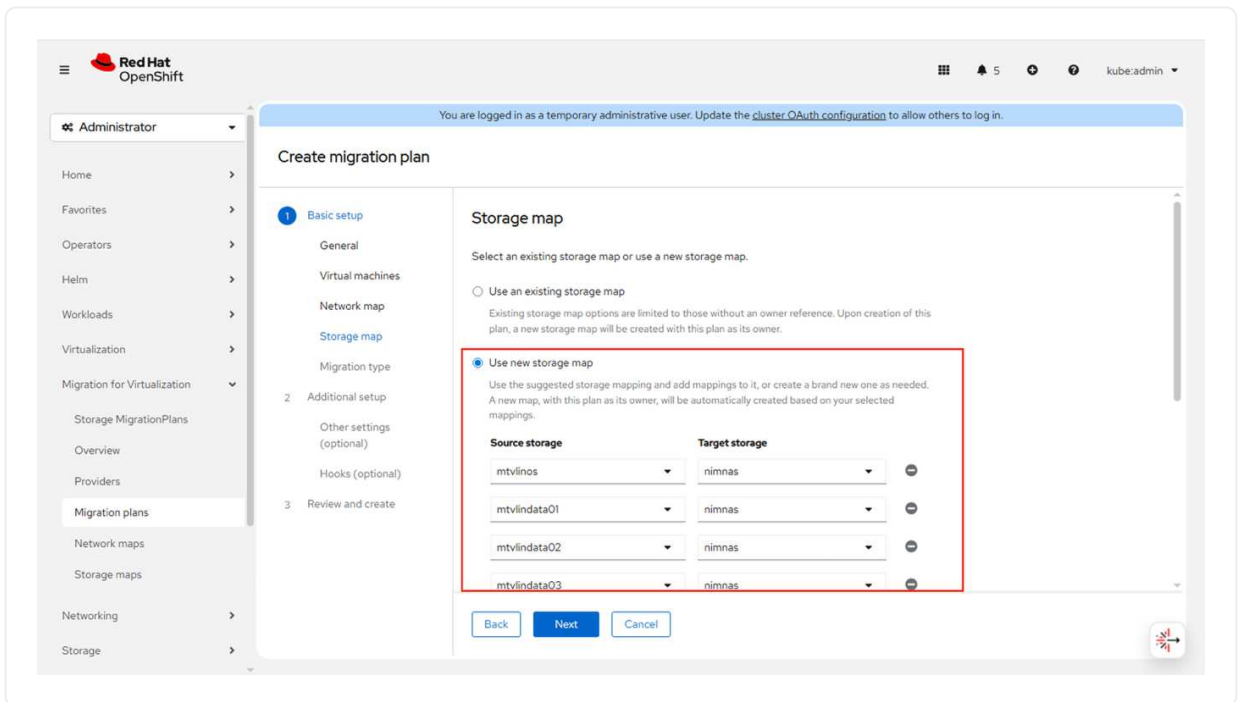 Red Hat
OpenShift
5
kube:admin
You are logged in as a temporary administrative user. Update the cluster OAuth configuration to allow others to log in.
Administrator
Home
Favorites
Operators
Helm
Workloads
Virtualization
Migration for Virtualization
Storage MigrationPlans
Overview
Providers
Migration plans
Network maps
Storage maps
Networking
Storage
Create migration plan
1 Basic setup
General
Virtual machines
Network map
Storage map
Migration type
2 Additional setup
Other settings
(optional)
Hooks (optional)
3 Review and create
Storage map
Select an existing storage map or use a new storage map.
Use an existing storage map
Existing storage map options are limited to those without an owner reference. Upon creation of this
plan, a new storage map will be created with this plan as its owner.
Use new storage map
Use the suggested storage mapping and add mappings to it, or create a brand new one as needed.
A new map, with this plan as its owner, will be automatically created based on your selected
mappings.
Source storage Target storage
mtvlinos nimnas
mtvlindata01 nimnas
mtvlindata02 nimnas
mtvlindata03 nimnas
Back Next Cancel